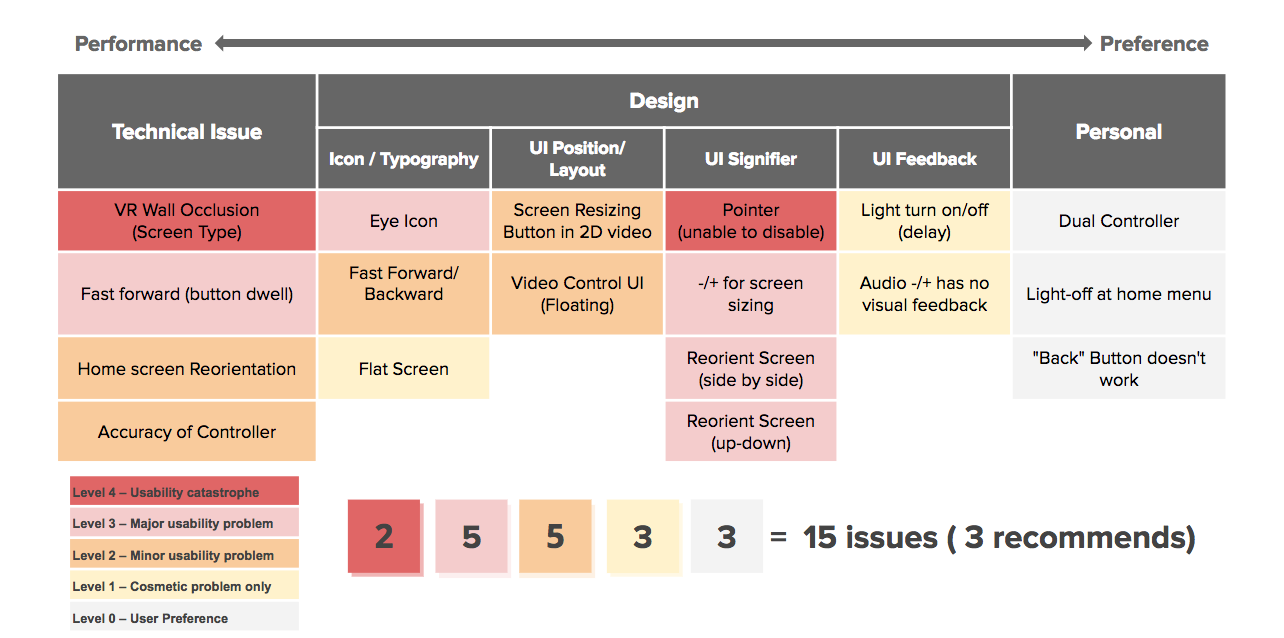 Performance
Preference
Technical Issue
Design
Personal
Icon / Typography
UI Position/
Layout
UI Signifier
UI Feedback
VR Wall Occlusion
(Screen Type)
Eye Icon
Screen Resizing
Button in 2D video
Pointer
(unable to disable)
Light turn on/off
(delay)
Dual Controller
Fast forward (button dwell)
Fast Forward/
Backward
Video Control UI
(Floating)
-/+ for screen
sizing
Audio -/+ has no
visual feedback
Light-off at home menu
Home screen Reorientation
Flat Screen
Reorient Screen
(side by side)
"Back" Button doesn't
work
Accuracy of Controller
Reorient Screen
(up-down)
Level 4 – Usability catastrophe
Level 3 – Major usability problem
Level 2 – Minor usability problem
Level 1 – Cosmetic problem only
Level 0 – User Preference
2 5 5 3 3 = 15 issues ( 3 recommends)